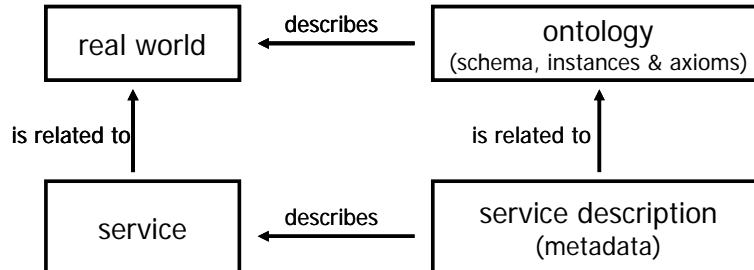 real world
describes
ontology
(schema, instances & axioms)
is related to
is related to
service
describes
service description
(metadata)